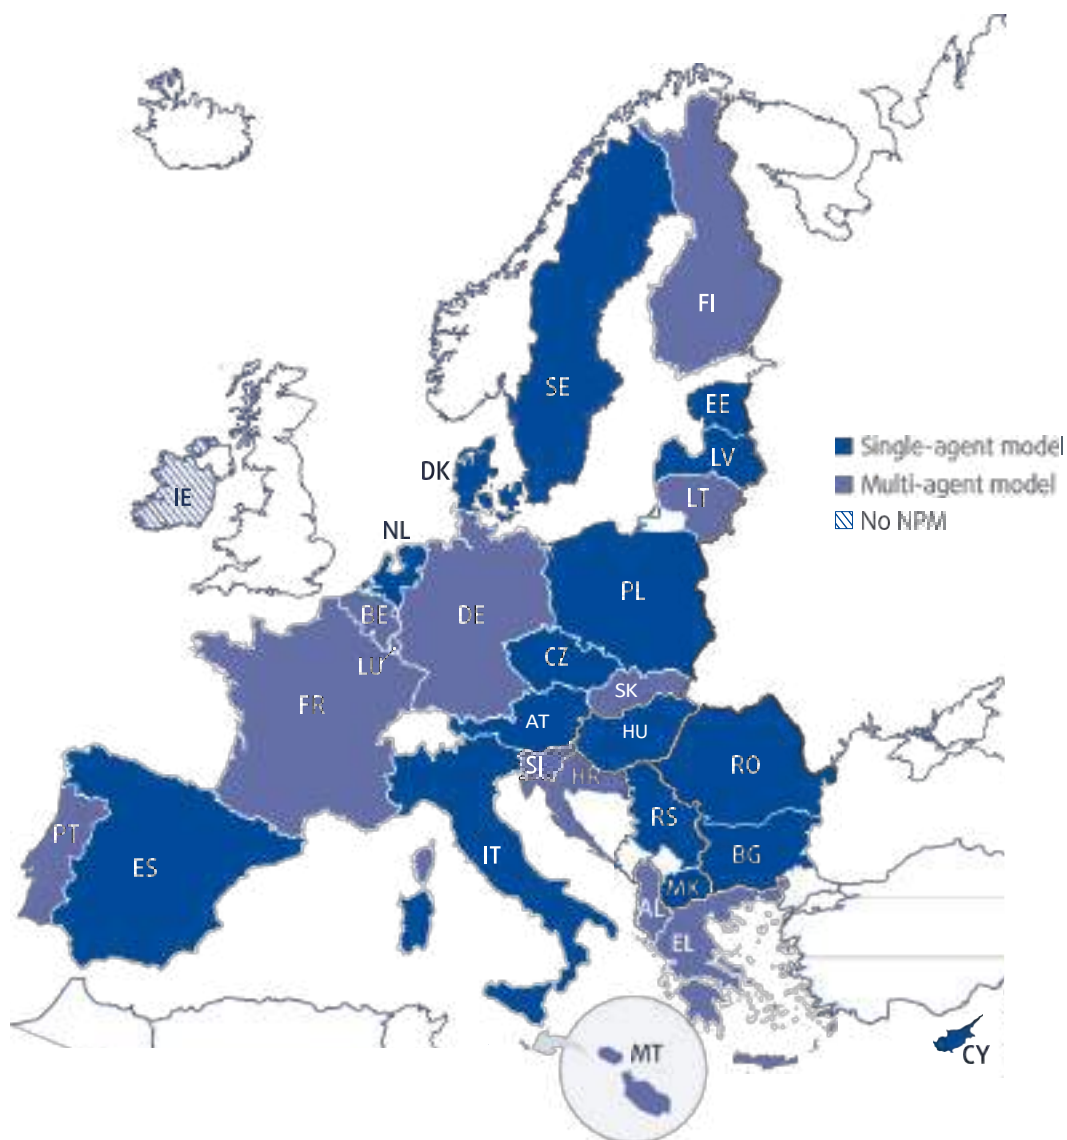 FI
SE
EE
Single-agent model
LV
DK
Multi-agent model
IE
LT
No NPM
NL
PL
BE
DE
CZ
LU
SK
FR
AT
HU
SI
RO
HR
RS
PT
IT
BG
ES
MK
AL
EL
MT
CY